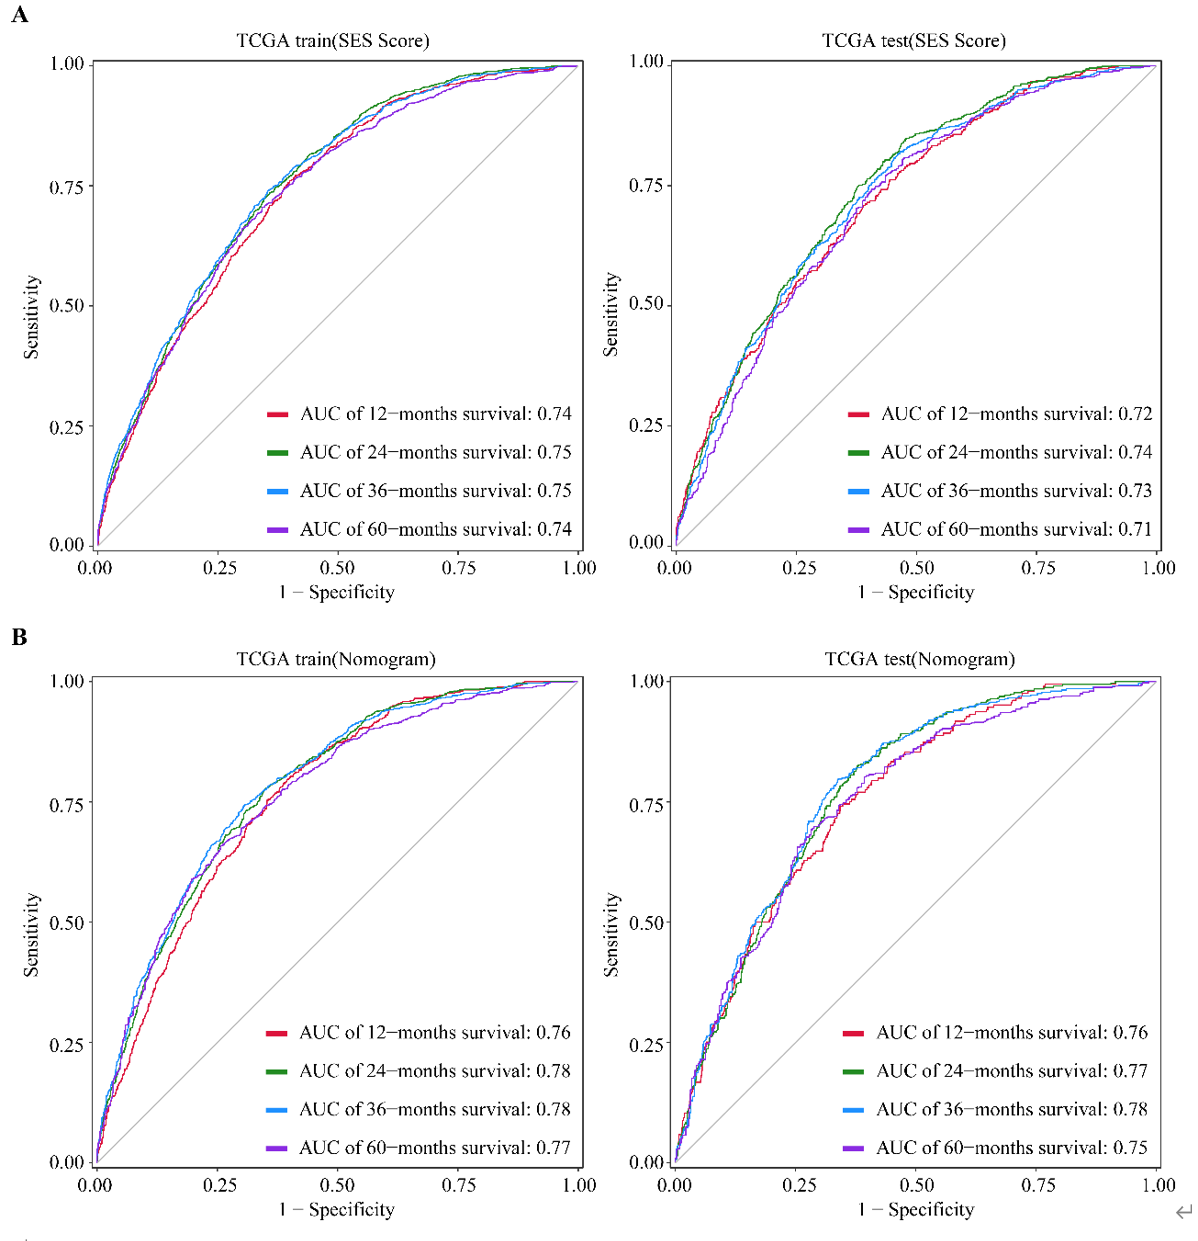 A
TCGA train(SES Score)
1.00
0.75
0.50
0.25
0.00
Sensitivity
AUC of 12−months survival: 0.74
AUC of 24−months survival: 0.75
AUC of 36−months survival: 0.75
AUC of 60−months survival: 0.74
0.00 0.25 0.50 0.75 1.00
1 − Specificity
TCGA test(SES Score)
1.00
0.75
0.50
0.25
0.00
Sensitivity
AUC of 12−months survival: 0.72
AUC of 24−months survival: 0.74
AUC of 36−months survival: 0.73
AUC of 60−months survival: 0.71
0.00 0.25 0.50 0.75 1.00
1 − Specificity
B
TCGA train(Nomogram)
1.00
0.75
0.50
0.25
0.00
Sensitivity
AUC of 12−months survival: 0.76
AUC of 24−months survival: 0.78
AUC of 36−months survival: 0.78
AUC of 60−months survival: 0.77
0.00 0.25 0.50 0.75 1.00
1 − Specificity
TCGA test(Nomogram)
1.00
0.75
0.50
0.25
0.00
Sensitivity
AUC of 12−months survival: 0.76
AUC of 24−months survival: 0.77
AUC of 36−months survival: 0.78
AUC of 60−months survival: 0.75
0.00 0.25 0.50 0.75 1.00
1 − Specificity